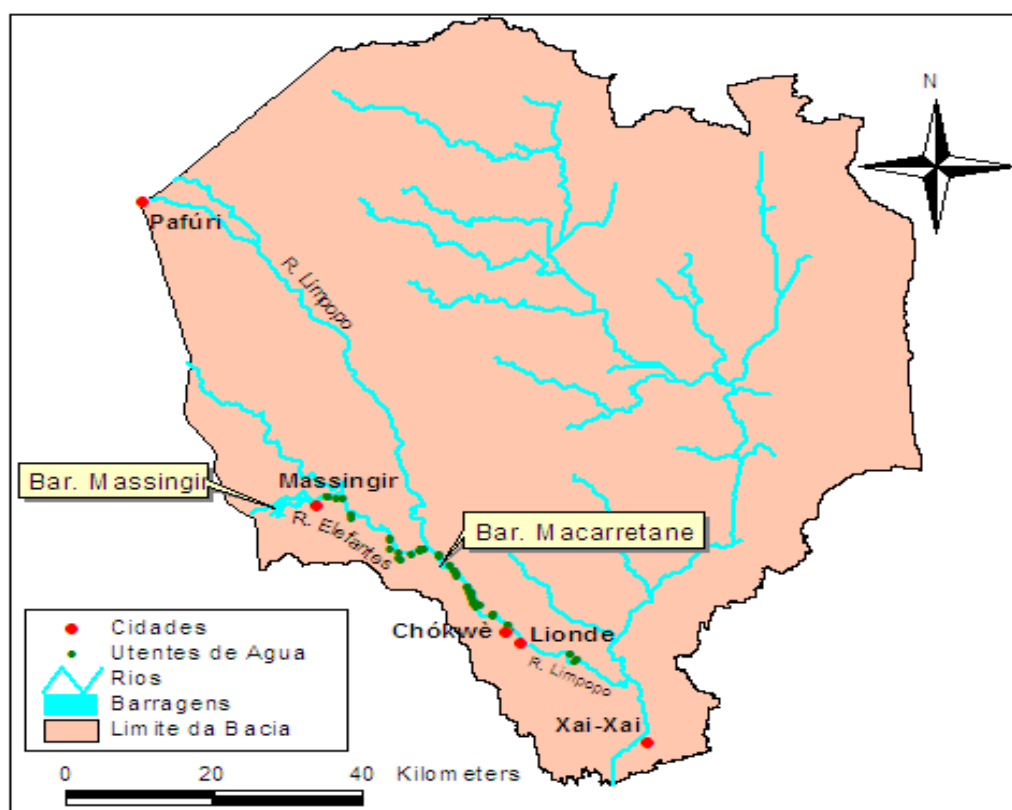 N
Pafúri
R. Limpopo
Bar. Massingir
Massingir
R. Elefantes
Bar. Macarretane
Chókwè
Lionde
R. Limpopo
Xai-Xai
Cidades
Utentes de Agua
Rios
Barragens
Limite da Bacia
0 20 40 Kilometers